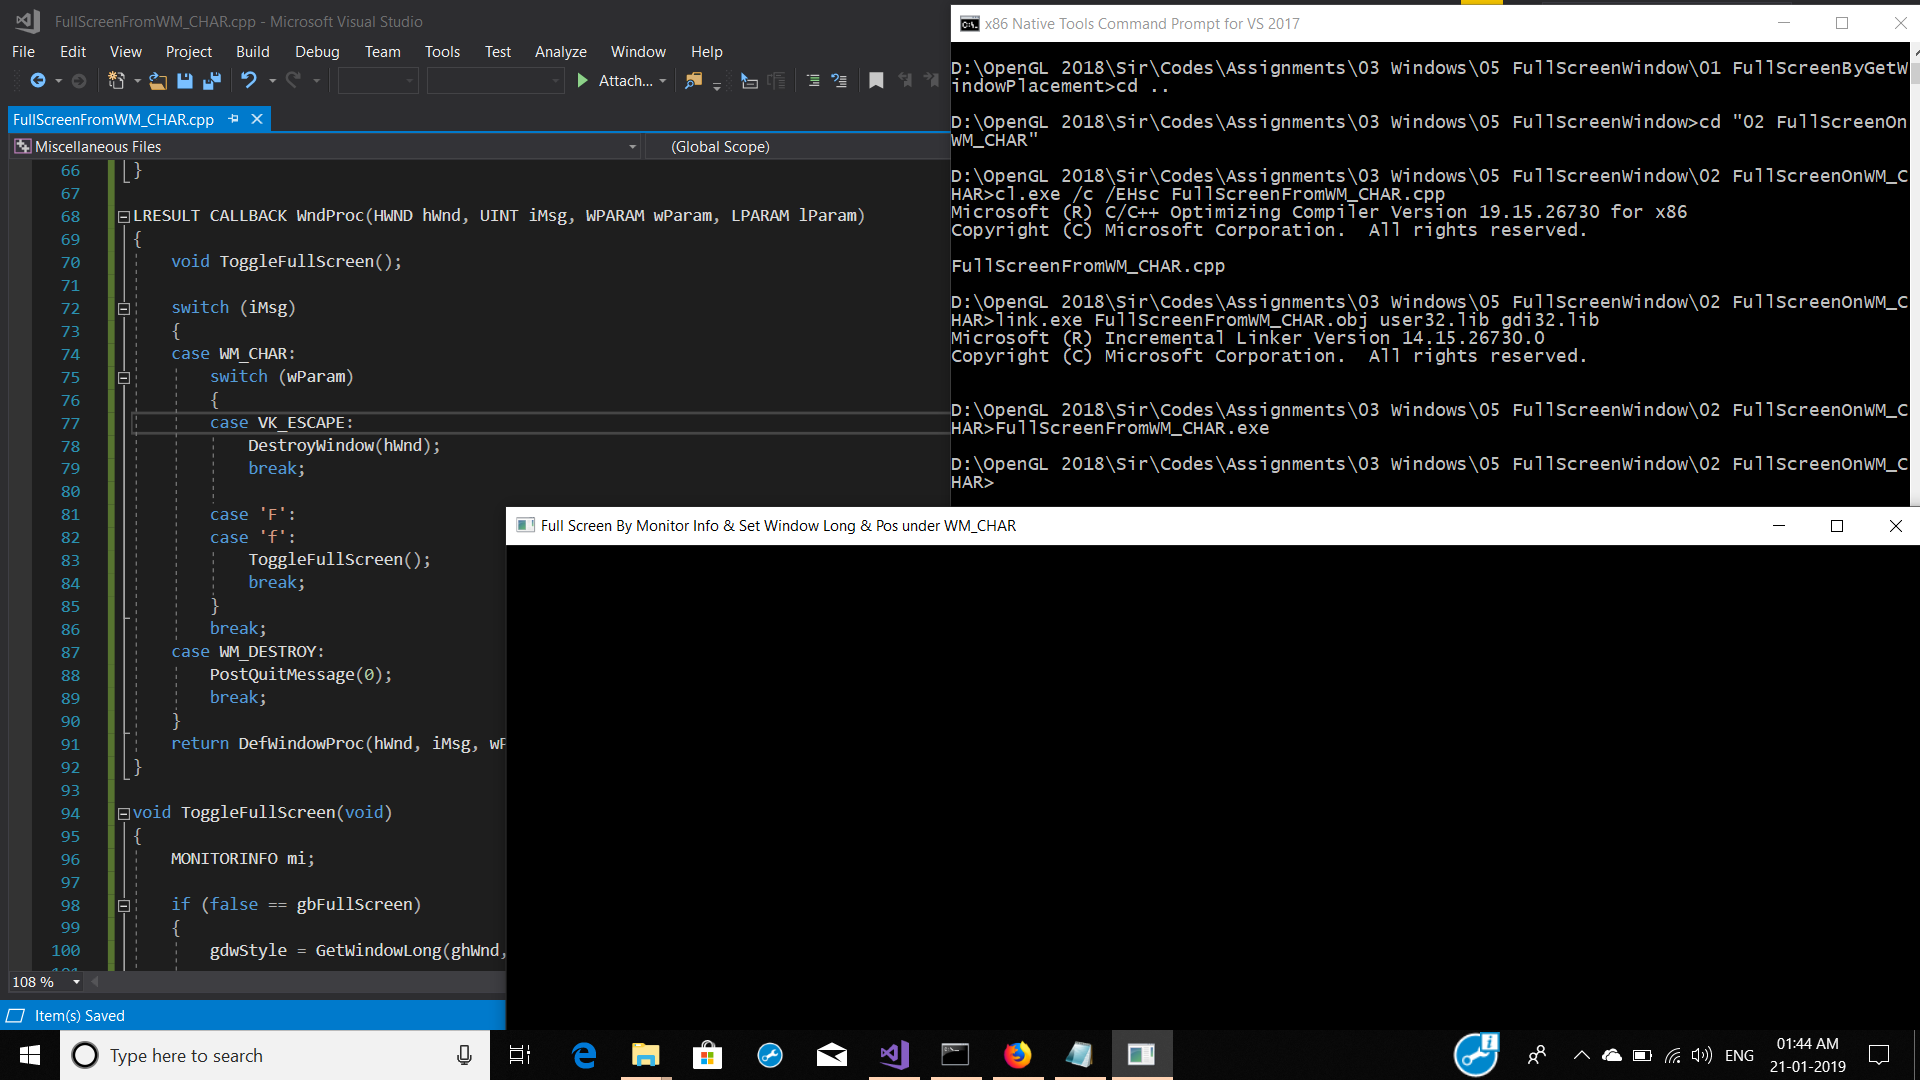 FullScreenFromWM_CHAR.cpp - Microsoft Visual Studio
File Edit View Project Build Debug Team Tools Test Analyze Window Help
Attach...
FullScreenFromWM_CHAR.cpp
Miscellaneous Files (Global Scope)
66 }
67
68 LRESULT CALLBACK WndProc(HWND hWnd, UINT iMsg, WPARAM wParam, LPARAM lParam)
69 {
70 void ToggleFullScreen();
71
72 switch (iMsg)
73 {
74 case WM_CHAR:
75 switch (wParam)
76 {
77 case VK_ESCAPE:
78 DestroyWindow(hWnd);
79 break;
80
81 case 'F':
82 case 'f':
83 ToggleFullScreen();
84 break;
85 }
86 break;
87 case WM_DESTROY:
88 PostQuitMessage(0);
89 break;
90 }
91 return DefWindowProc(hWnd, iMsg, wP
92 }
93
94 void ToggleFullScreen(void)
95 {
96 MONITORINFO mi;
97
98 if (false == gbFullScreen)
99 {
100 gdwStyle = GetWindowLong(ghWnd,
108 %
Item(s) Saved
x86 Native Tools Command Prompt for VS 2017
D:\OpenGL 2018\Sir\Codes\Assignments\03 Windows\05 FullScreenWindow\01 FullScreenByGetW
indowPlacement>cd ..
D:\OpenGL 2018\Sir\Codes\Assignments\03 Windows\05 FullScreenWindow>cd "02 FullScreenOn
WM_CHAR"
D:\OpenGL 2018\Sir\Codes\Assignments\03 Windows\05 FullScreenWindow\02 FullScreenOnWM_C
HAR>cl.exe /c /EHsc FullScreenFromWM_CHAR.cpp
Microsoft (R) C/C++ Optimizing Compiler Version 19.15.26730 for x86
Copyright (C) Microsoft Corporation.  All rights reserved.
FullScreenFromWM_CHAR.cpp
D:\OpenGL 2018\Sir\Codes\Assignments\03 Windows\05 FullScreenWindow\02 FullScreenOnWM_C
HAR>link.exe FullScreenFromWM_CHAR.obj user32.lib gdi32.lib
Microsoft (R) Incremental Linker Version 14.15.26730.0
Copyright (C) Microsoft Corporation.  All rights reserved.
D:\OpenGL 2018\Sir\Codes\Assignments\03 Windows\05 FullScreenWindow\02 FullScreenOnWM_C
HAR>FullScreenFromWM_CHAR.exe
D:\OpenGL 2018\Sir\Codes\Assignments\03 Windows\05 FullScreenWindow\02 FullScreenOnWM_C
HAR>
Full Screen By Monitor Info & Set Window Long & Pos under WM_CHAR
Type here to search
ENG
01:44 AM
21-01-2019